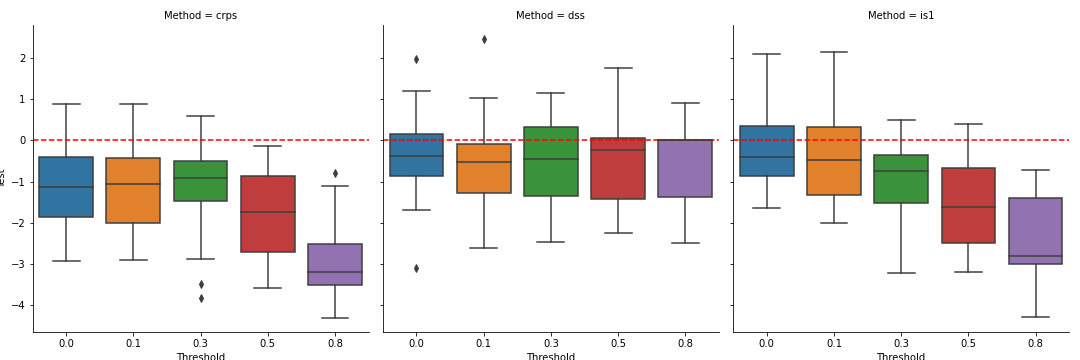 Method = crps
Method = dss
Method = is1
2
1
0
−1
−2
−3
−4
0.0 0.1 0.3 0.5 0.8
0.0 0.1 0.3 0.5 0.8
0.0 0.1 0.3 0.5 0.8
Threshold
Threshold
Threshold